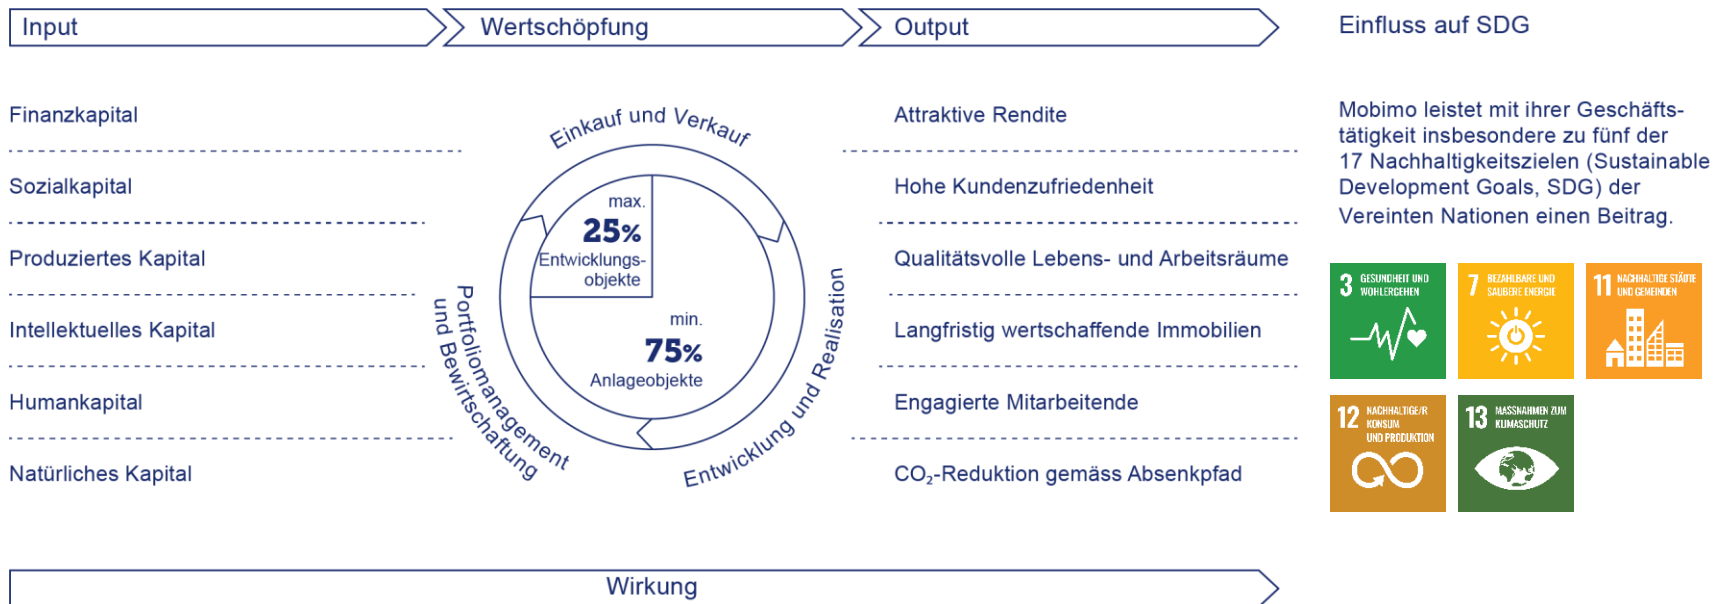 Input
Wertschöpfung
Output
Einfluss auf SDG
Finanzkapital
Sozialkapital
Produziertes Kapital
Intellektuelles Kapital
Humankapital
Natürliches Kapital
Einkauf und Verkauf
Entwicklung und Realisation
Portfoliomanagement
und Bewirtschaftung
max.
25%
Entwicklungs-
objekte
min.
75%
Anlageobjekte
Attraktive Rendite
Hohe Kundenzufriedenheit
Qualitätsvolle Lebens- und Arbeitsräume
Langfristig wertschaffende Immobilien
Engagierte Mitarbeitende
CO₂-Reduktion gemäss Absenkpfad
Mobimo leistet mit ihrer Geschäfts-
tätigkeit insbesondere zu fünf der
17 Nachhaltigkeitszielen (Sustainable
Development Goals, SDG) der
Vereinten Nationen einen Beitrag.
3 GESUNDHEIT UND
WOHLERGEHEN
7 BEZAHLBARE UND
SAUBERE ENERGIE
11 NACHHALTIGE STÄDTE
UND GEMEINDEN
12 NACHHALTIGE/R
KONSUM
UND PRODUKTION
13 MASSNAHMEN ZUM
KLIMASCHUTZ
Wirkung